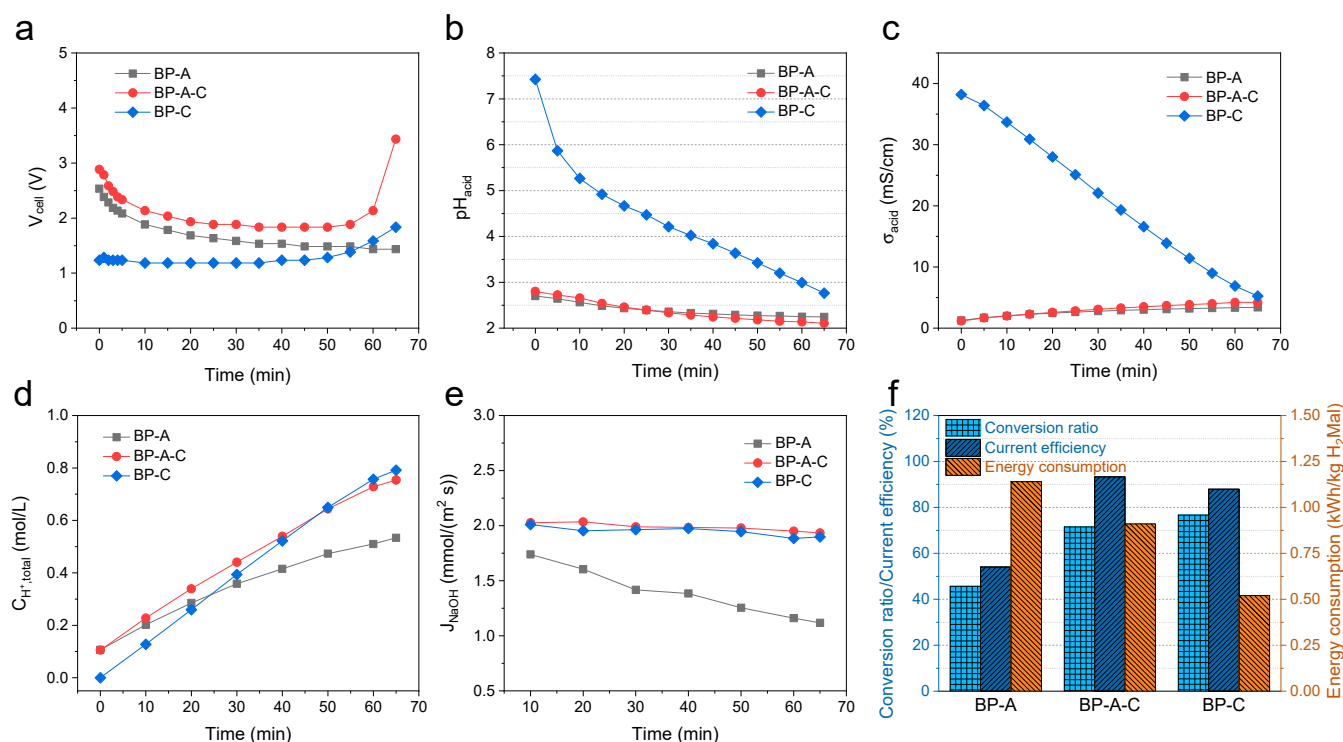 a
5
4
3
2
1
0
V_cell (V)
BP-A
BP-A-C
BP-C
0 10 20 30 40 50 60 70
Time (min)
b
8
7
6
5
4
3
2
pH_acid
BP-A
BP-A-C
BP-C
0 10 20 30 40 50 60 70
Time (min)
c
40
30
20
10
0
σ_acid (mS/cm)
BP-A
BP-A-C
BP-C
0 10 20 30 40 50 60 70
Time (min)
d
1.0
0.8
0.6
0.4
0.2
0.0
C_H⁺,total (mol/L)
BP-A
BP-A-C
BP-C
0 10 20 30 40 50 60 70
Time (min)
e
3.0
2.5
2.0
1.5
1.0
0.5
J_NaOH (mmol/(m² s))
BP-A
BP-A-C
BP-C
10 20 30 40 50 60 70
Time (min)
f
120
100
80
60
40
20
0
Conversion ratio/Current efficiency (%)
Conversion ratio
Current efficiency
Energy consumption
1.50
1.25
1.00
0.75
0.50
0.25
0.00
Energy consumption (kWh/kg H₂Mal)
BP-A BP-A-C BP-C